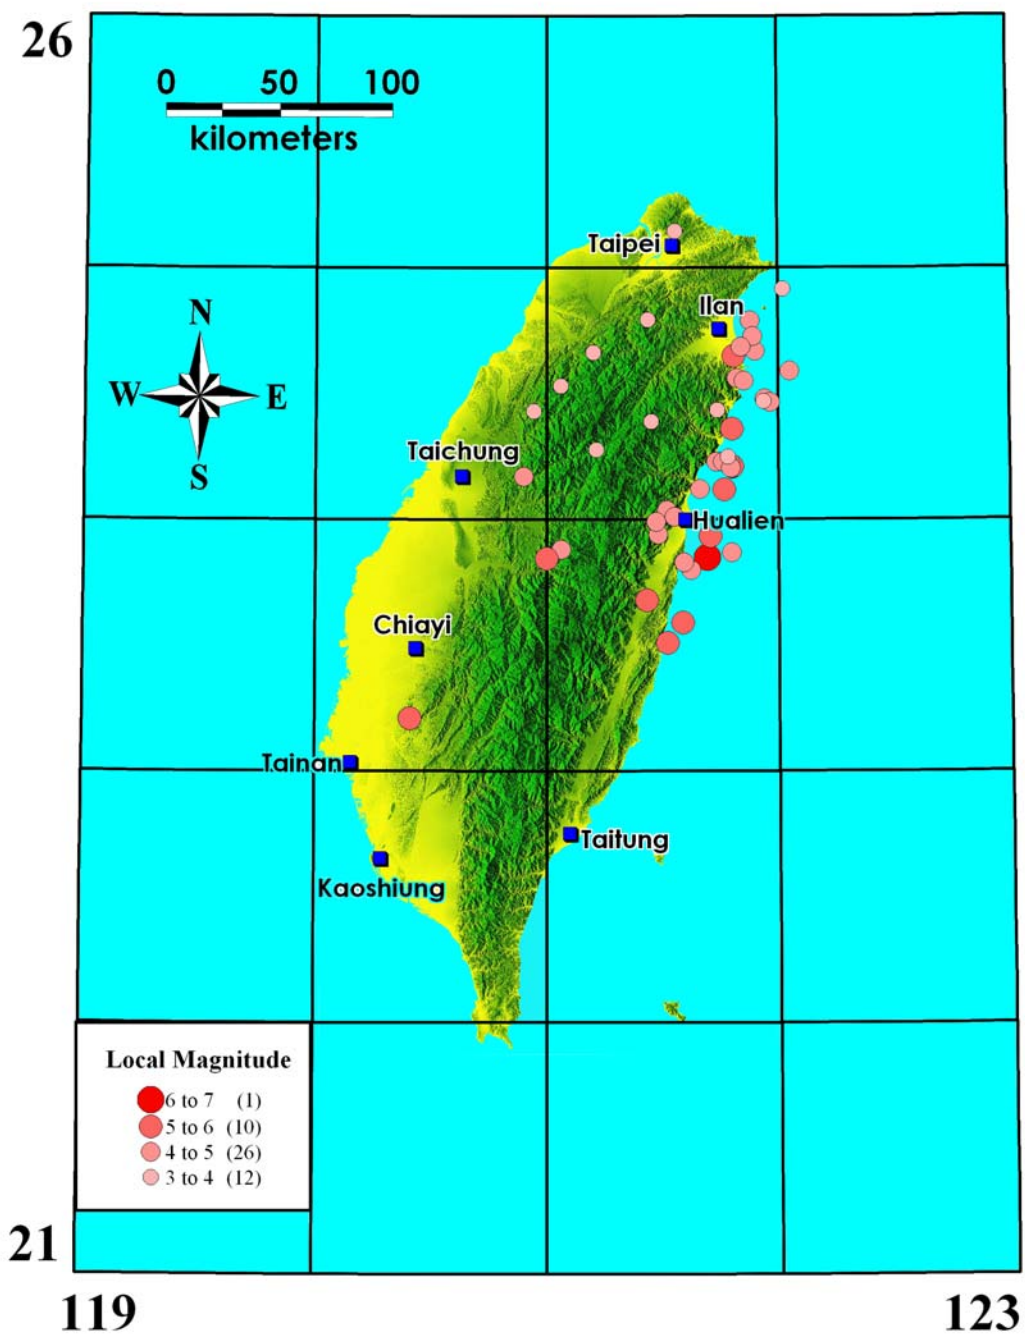 26
0 50 100
kilometers
Taipei
Ilan
N
W E
S
Taichung
Hualien
Chiayi
Tainan
Taitung
Kaoshiung
Local Magnitude
6 to 7 (1)
5 to 6 (10)
4 to 5 (26)
3 to 4 (12)
21
119 123